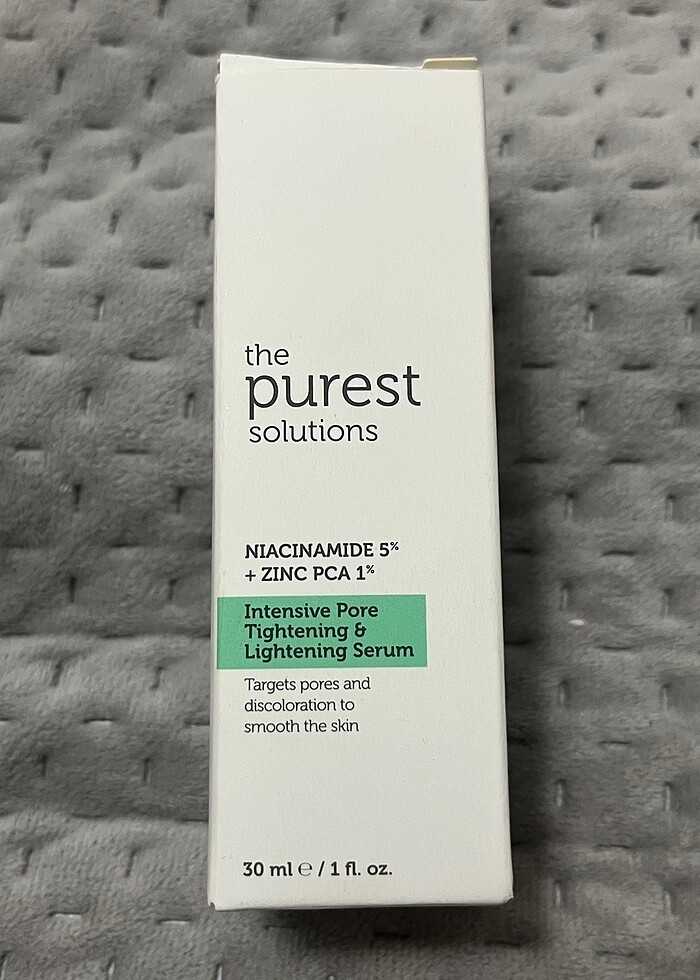 the
purest
solutions
NIACINAMIDE 5%
+ ZINC PCA 1%
Intensive Pore
Tightening &
Lightening Serum
Targets pores and
discoloration to
smooth the skin
30 ml ℮ / 1 fl. oz.